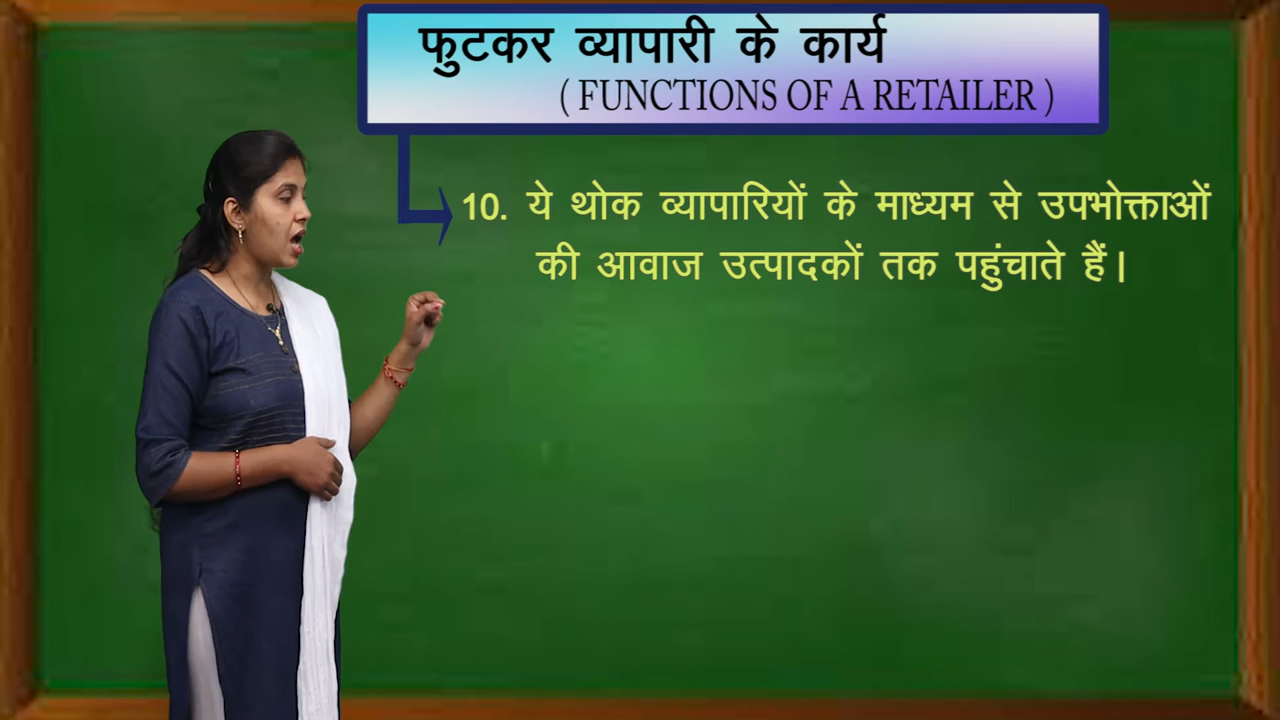 फुटकर व्यापारी के कार्य
( FUNCTIONS OF A RETAILER )
10. ये थोक व्यापारियों के माध्यम से उपभोक्ताओं
की आवाज उत्पादकों तक पहुंचाते हैं।